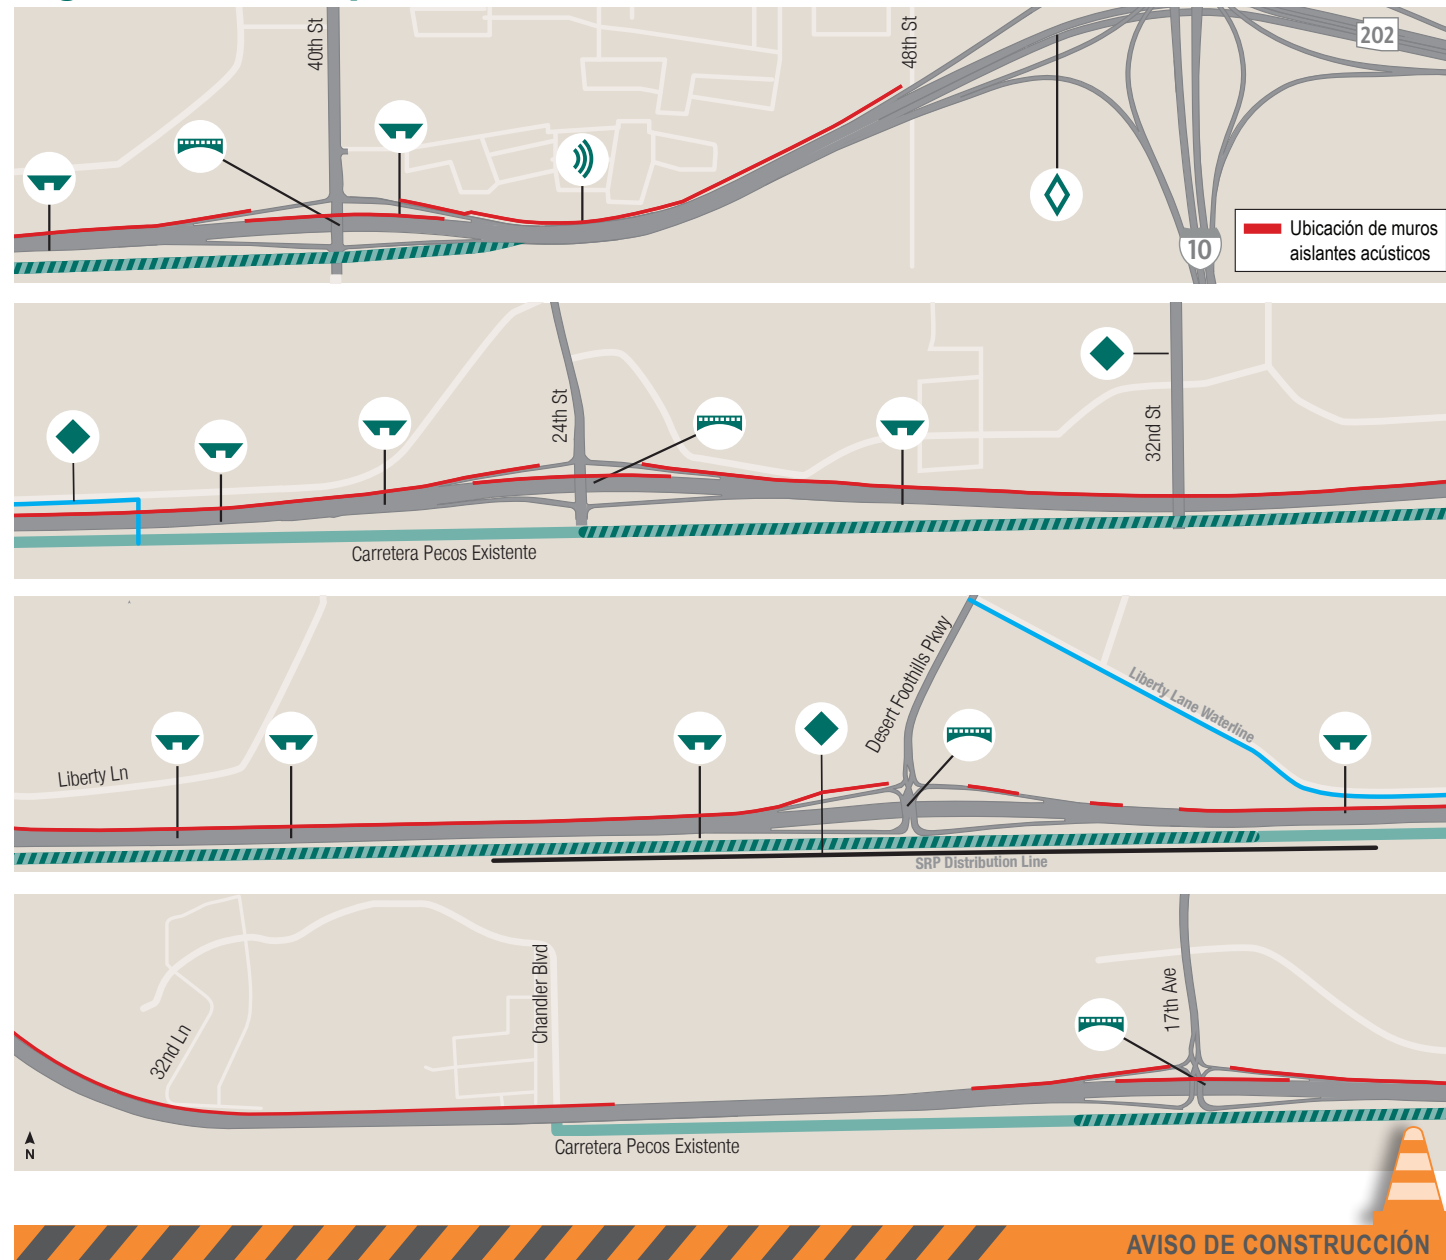 40th St
48th St
202
10
Ubicación de muros
aislantes acústicos
24th St
32nd St
Carretera Pecos Existente
Desert Foothills Pkwy
Liberty Lane Waterline
Liberty Ln
SRP Distribution Line
32nd Ln
Chandler Blvd
17th Ave
Carretera Pecos Existente
N
AVISO DE CONSTRUCCIÓN